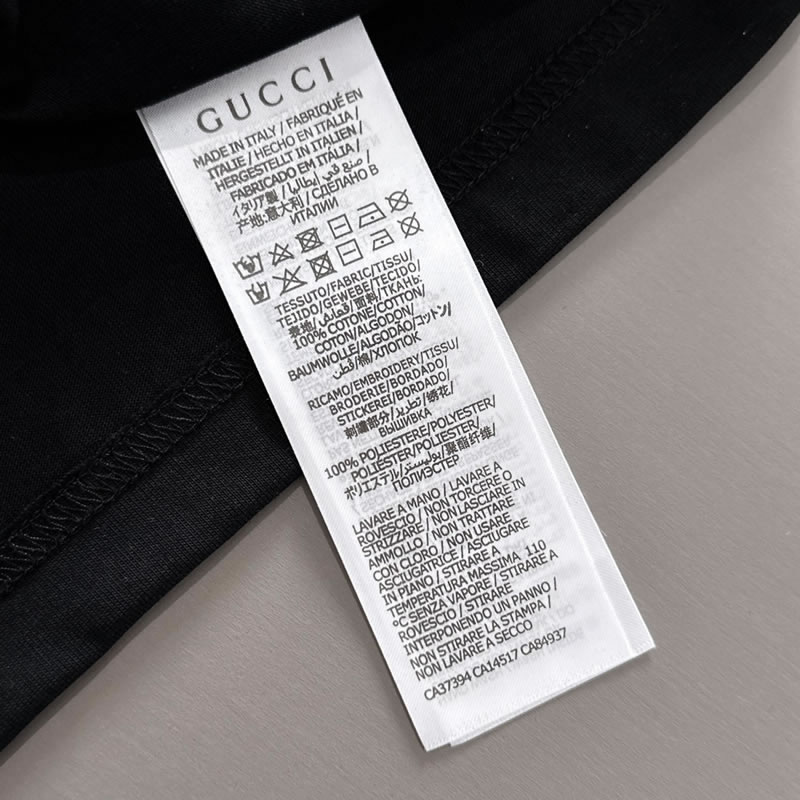 GUCCI
MADE IN ITALY / FABRIQUÉ EN
ITALIE / HECHO EN ITALIA /
HERGESTELLT IN ITALIEN /
FABRICADO EM ITÁLIA /
イタリア製 / صنع في إيطاليا /
产地:意大利 / СДЕЛАНО В
ИТАЛИИ
TESSUTO/FABRIC/TISSU/
TEJIDO/GEWEBE/TECIDO/
表地/قماش/面料/ТКАНЬ:
100% COTONE/COTTON/
COTON/ALGODON/
BAUMWOLLE/ALGODÃO/コットン/
قطن/棉/ХЛОПОК
RICAMO/EMBROIDERY/TISSU/
BRODERIE/BORDADO/
STICKEREI/BORDADO/
刺繍部分/تطريز/绣花/
ВЫШИВКА
100% POLIESTERE/POLYESTER/
POLIÉSTER/POLIESTER/
ポリエステル/بوليستر/聚酯纤维/
ПОЛИЭСТЕР
LAVARE A MANO / LAVARE A
ROVESCIO / NON TORCERE O
STRIZZARE / NON LASCIARE IN
AMMOLLO / NON TRATTARE
CON CLORO / NON USARE
ASCIUGATRICE / ASCIUGARE
IN PIANO / STIRARE A
TEMPERATURA MASSIMA 110
°C SENZA VAPORE / STIRARE A
ROVESCIO / STIRARE
INTERPONENDO UN PANNO /
NON STIRARE LA STAMPA /
NON LAVARE A SECCO
CA37394 CA14517 CA84937